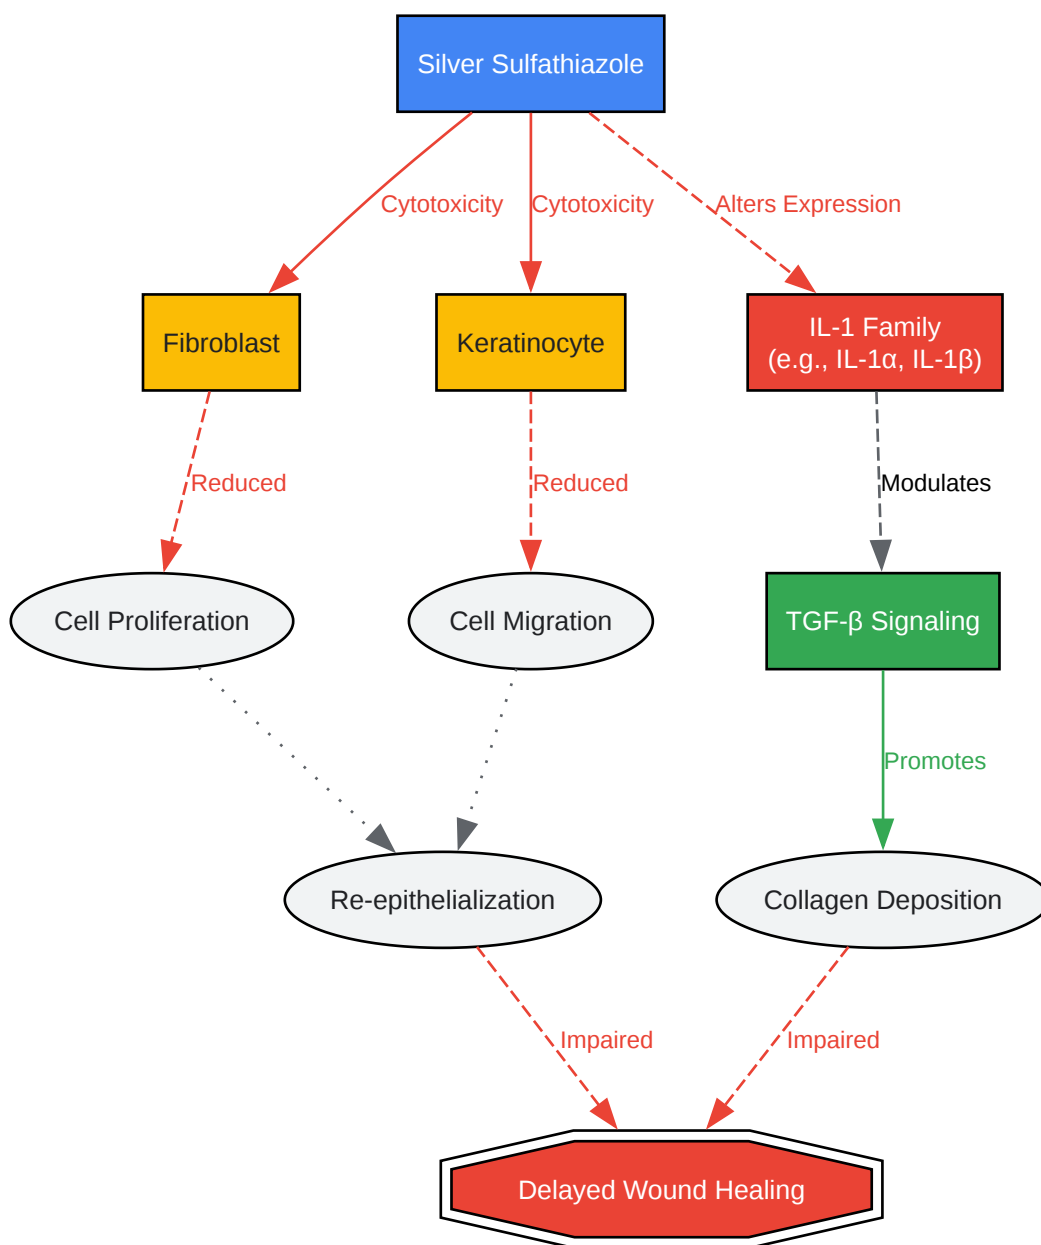 Silver Sulfathiazole
Cytotoxicity
Cytotoxicity
Alters Expression
Fibroblast
Keratinocyte
IL-1 Family
(e.g., IL-1α, IL-1β)
Reduced
Reduced
Modulates
Cell Proliferation
Cell Migration
TGF-β Signaling
Promotes
Re-epithelialization
Collagen Deposition
Impaired
Impaired
Delayed Wound Healing